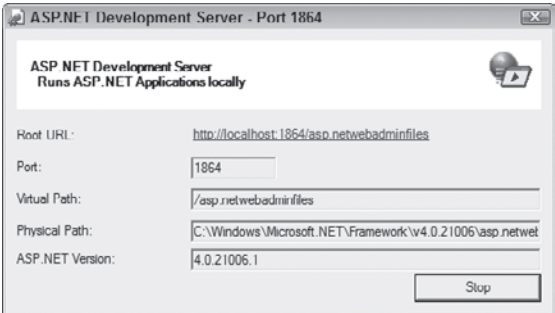 ASP.NET Development Server - Port 1864
ASP.NET Development Server
Runs ASP.NET Applications locally
Root URL: http://localhost:1864/asp.netwebadminfiles
Port: 1864
Virtual Path: /asp.netwebadminfiles
Physical Path: C:\Windows\Microsoft.NET\Framework\v4.0.21006\asp.netwet
ASP.NET Version: 4.0.21006.1
Stop